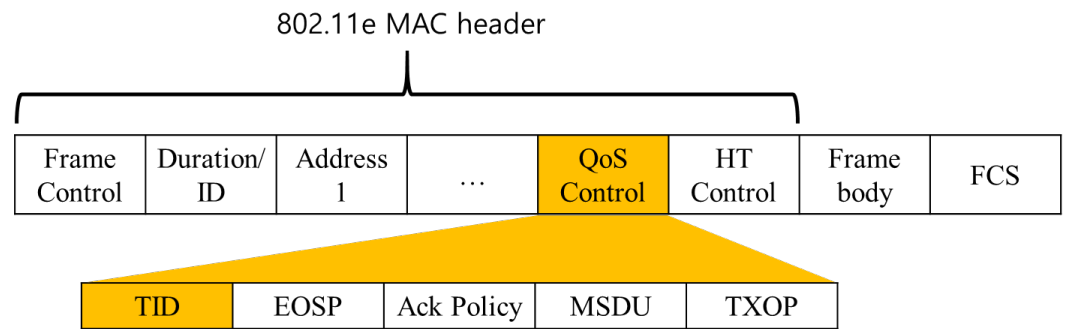 802.11e MAC header
Frame Control
Duration/ ID
Address 1
...
QoS Control
HT Control
Frame body
FCS
TID
EOSP
Ack Policy
MSDU
TXOP